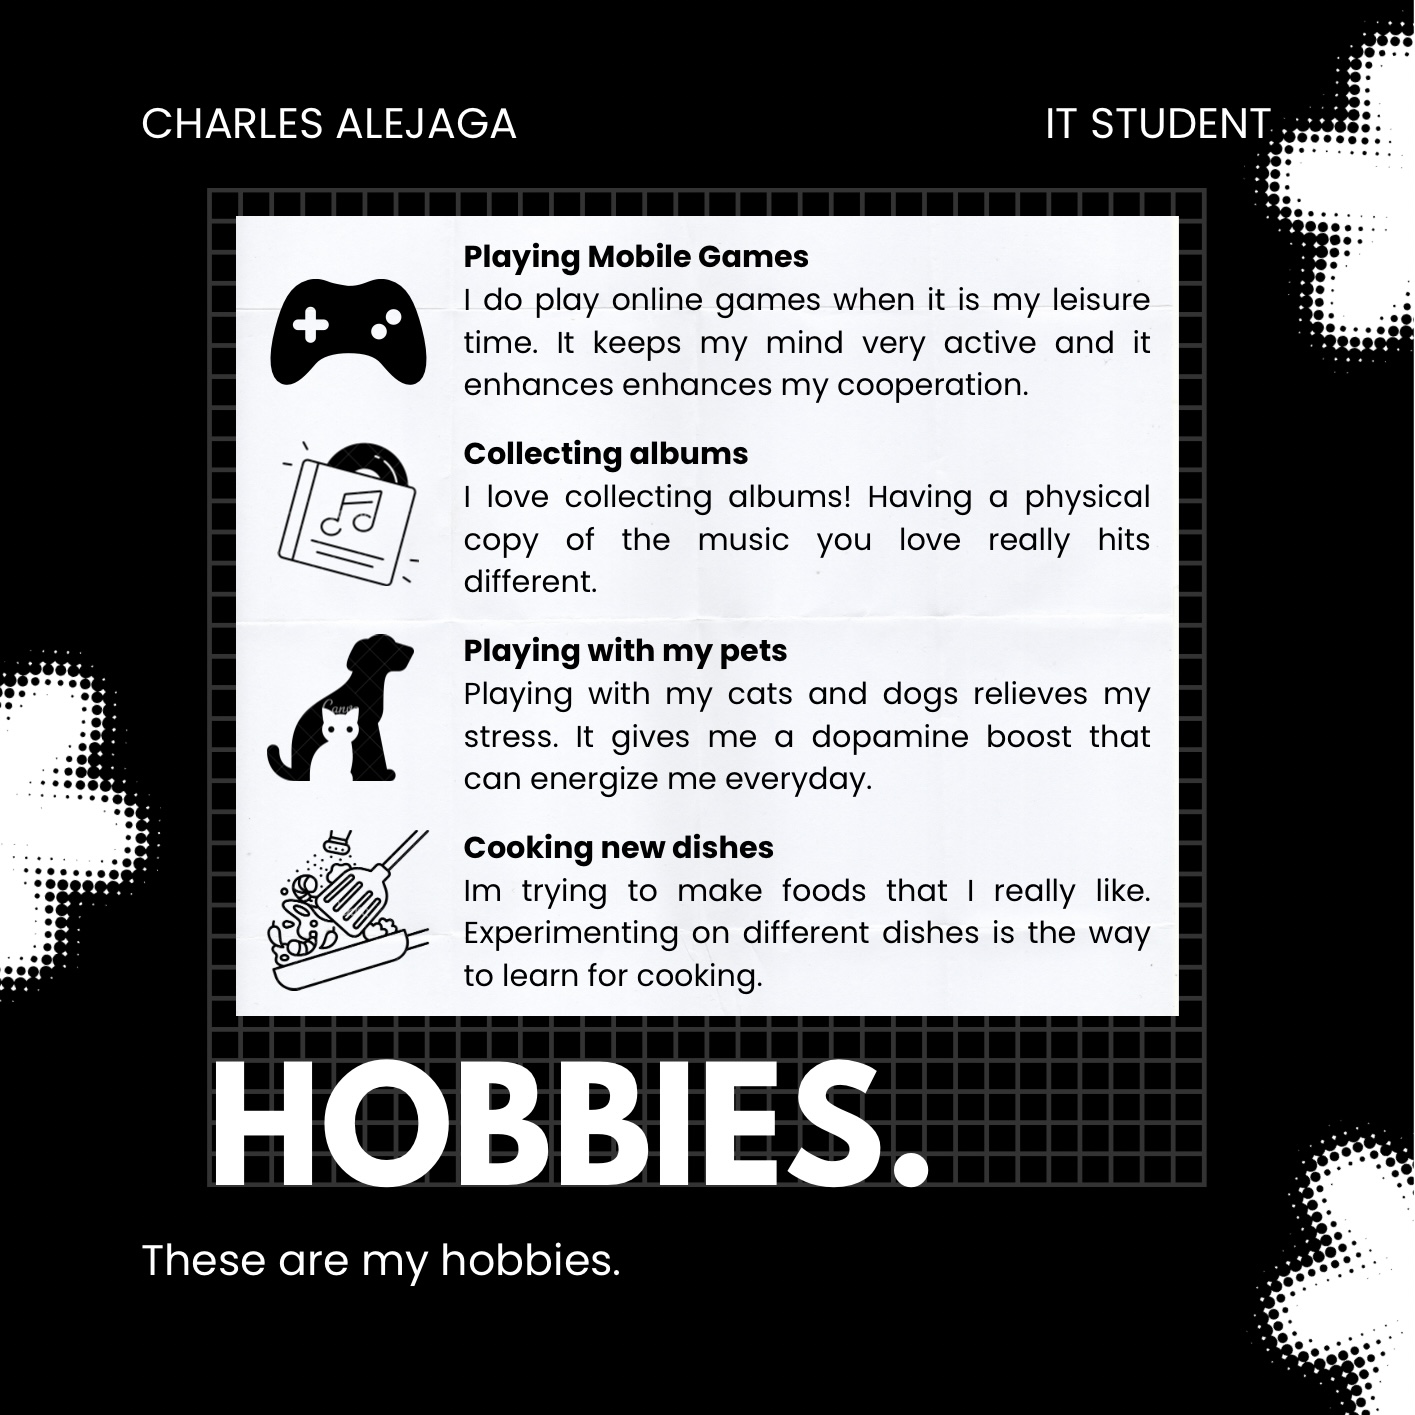 CHARLES ALEJAGA
IT STUDENT
Playing Mobile Games
I do play online games when it is my leisure
time. It keeps my mind very active and it
enhances enhances my cooperation.
Collecting albums
I love collecting albums! Having a physical
copy of the music you love really hits
different.
Playing with my pets
Playing with my cats and dogs relieves my
stress. It gives me a dopamine boost that
can energize me everyday.
Canva
Cooking new dishes
Im trying to make foods that I really like.
Experimenting on different dishes is the way
to learn for cooking.
HOBBIES.
These are my hobbies.